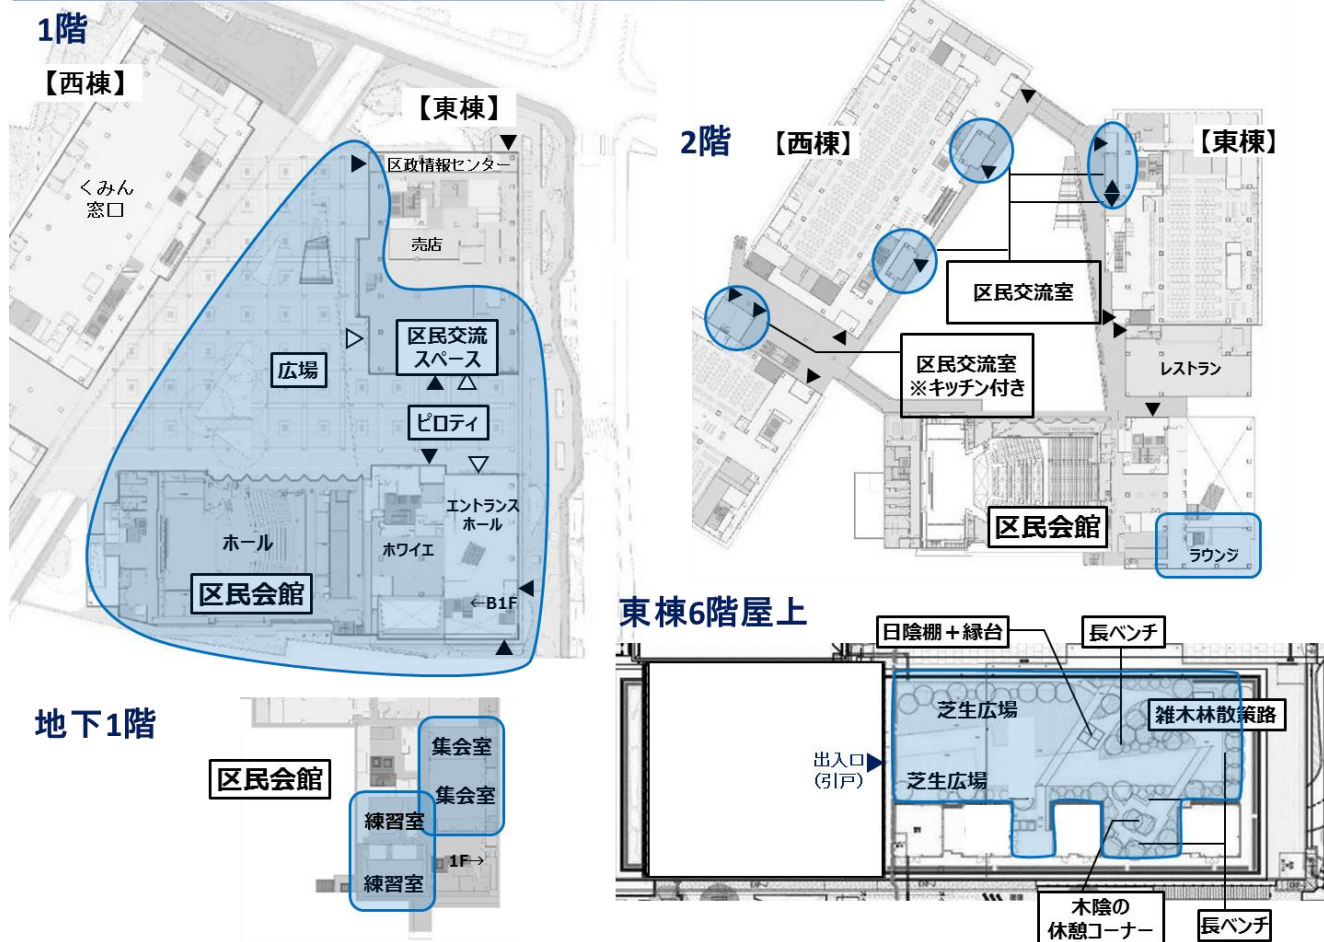 1階
【西棟】
【東棟】
区政情報センター
くみん
窓口
売店
区民交流
スペース
広場
ピロティ
エントランス
ホール
ホール
ホワイエ
区民会館
←B1F
2階
【西棟】
【東棟】
区民交流室
区民交流室
※キッチン付き
レストラン
区民会館
ラウンジ
地下1階
区民会館
集会室
集会室
練習室
1F→
練習室
東棟6階屋上
日陰棚＋縁台
長ベンチ
芝生広場
雑木林散策路
出入口
(引戸)
芝生広場
木陰の
休憩コーナー
長ベンチ